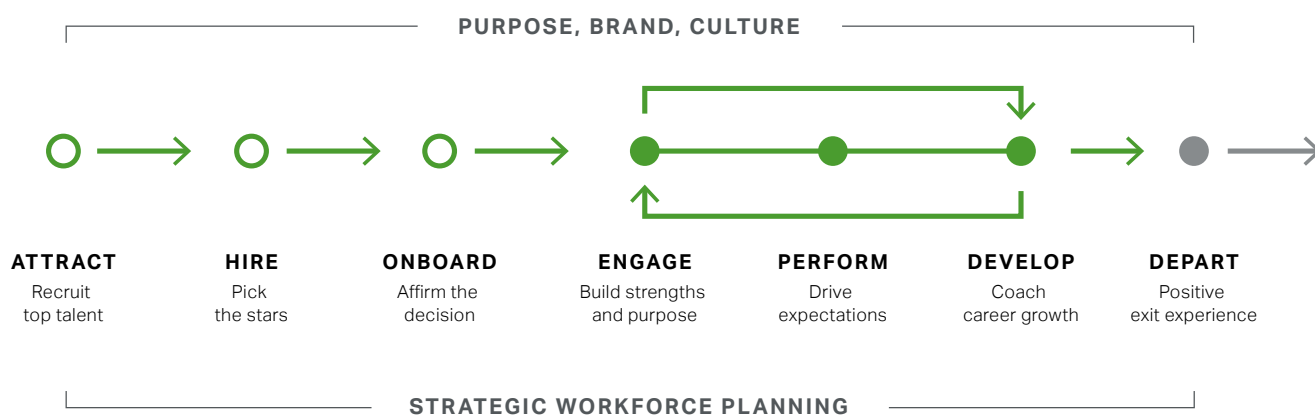 PURPOSE, BRAND, CULTURE
ATTRACT
Recruit
top talent
HIRE
Pick
the stars
ONBOARD
Affirm the
decision
ENGAGE
Build strengths
and purpose
PERFORM
Drive
expectations
DEVELOP
Coach
career growth
DEPART
Positive
exit experience
STRATEGIC WORKFORCE PLANNING